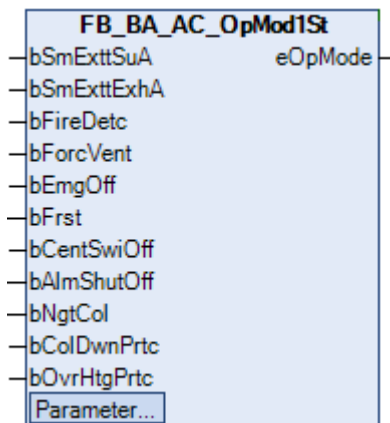 FB_BA_AC_OpMod1St
bSmExttSuA eOpMode
bSmExttExhA
bFireDetc
bForcVent
bEmgOff
bFrst
bCentSwiOff
bAlmShutOff
bNgtCol
bColDwnPrtc
bOvrHtgPrtc
Parameter...